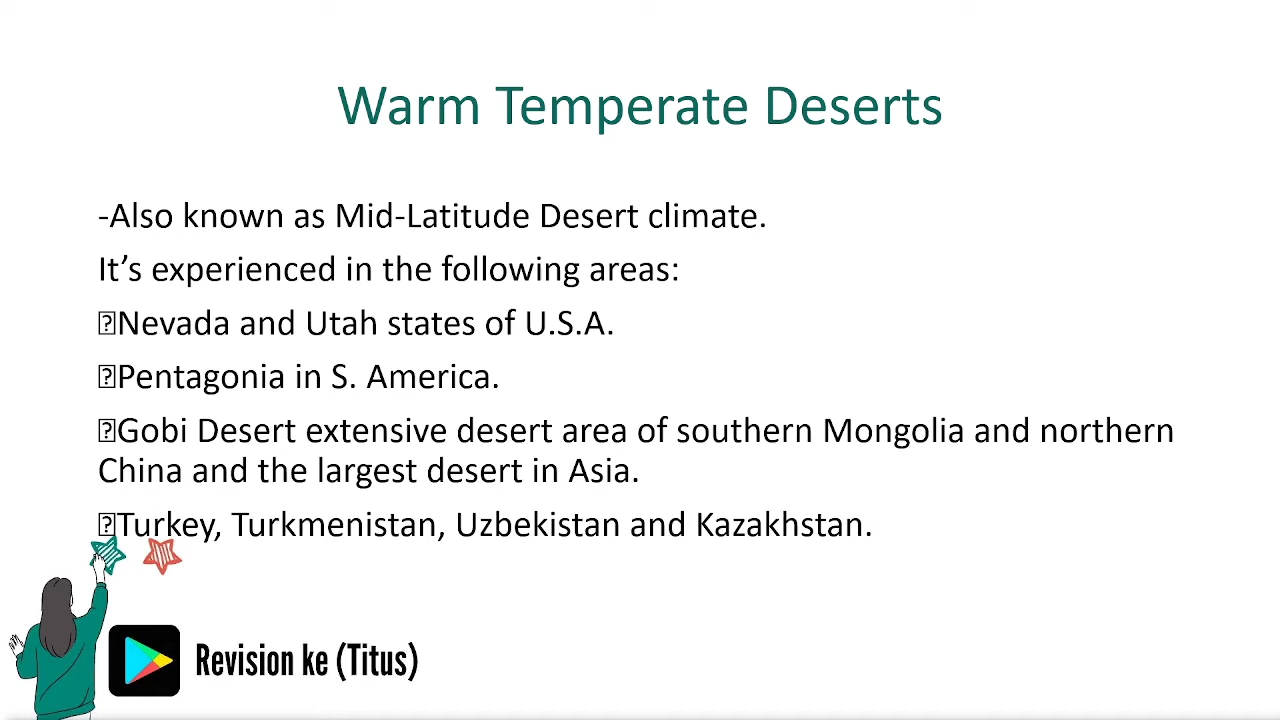 Warm Temperate Deserts
-Also known as Mid-Latitude Desert climate.
It’s experienced in the following areas:
⍰Nevada and Utah states of U.S.A.
⍰Pentagonia in S. America.
⍰Gobi Desert extensive desert area of southern Mongolia and northern
China and the largest desert in Asia.
⍰Turkey, Turkmenistan, Uzbekistan and Kazakhstan.
Revision ke (Titus)